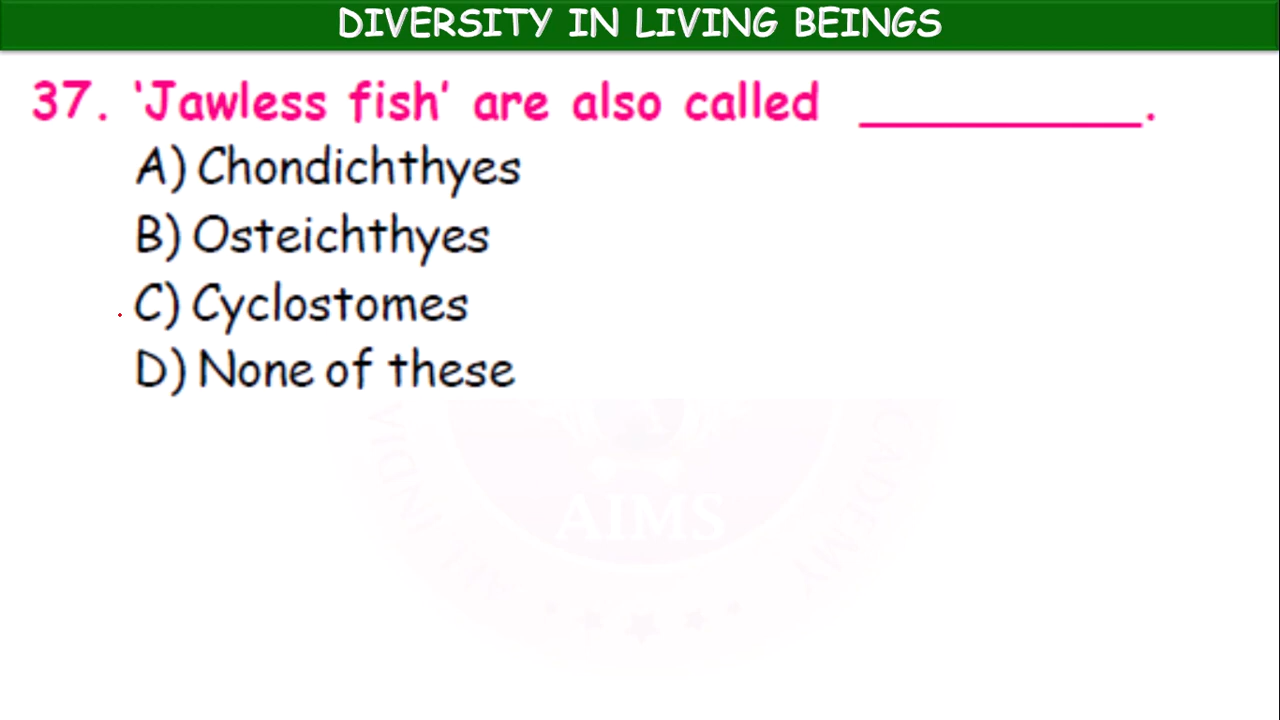 DIVERSITY IN LIVING BEINGS
37. ‘Jawless fish’ are also called __________.
A) Chondichthyes
B) Osteichthyes
C) Cyclostomes
D) None of these
AIMS